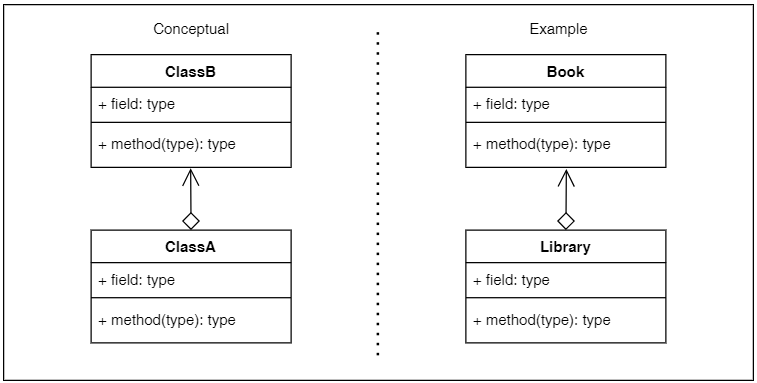 Conceptual
ClassB
+ field: type
+ method(type): type
ClassA
+ field: type
+ method(type): type
Example
Book
+ field: type
+ method(type): type
Library
+ field: type
+ method(type): type